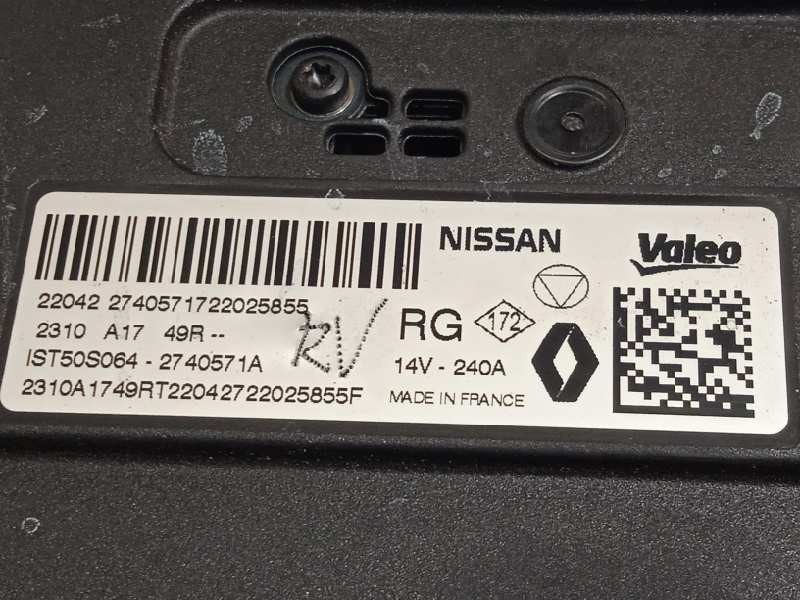 NISSAN
Valeo
22042 2740571722025855
2310 A17 49R --
IST50S064 - 2740571A
2310A1749RT22042722025855F
RV
RG 172
14V - 240A
MADE IN FRANCE